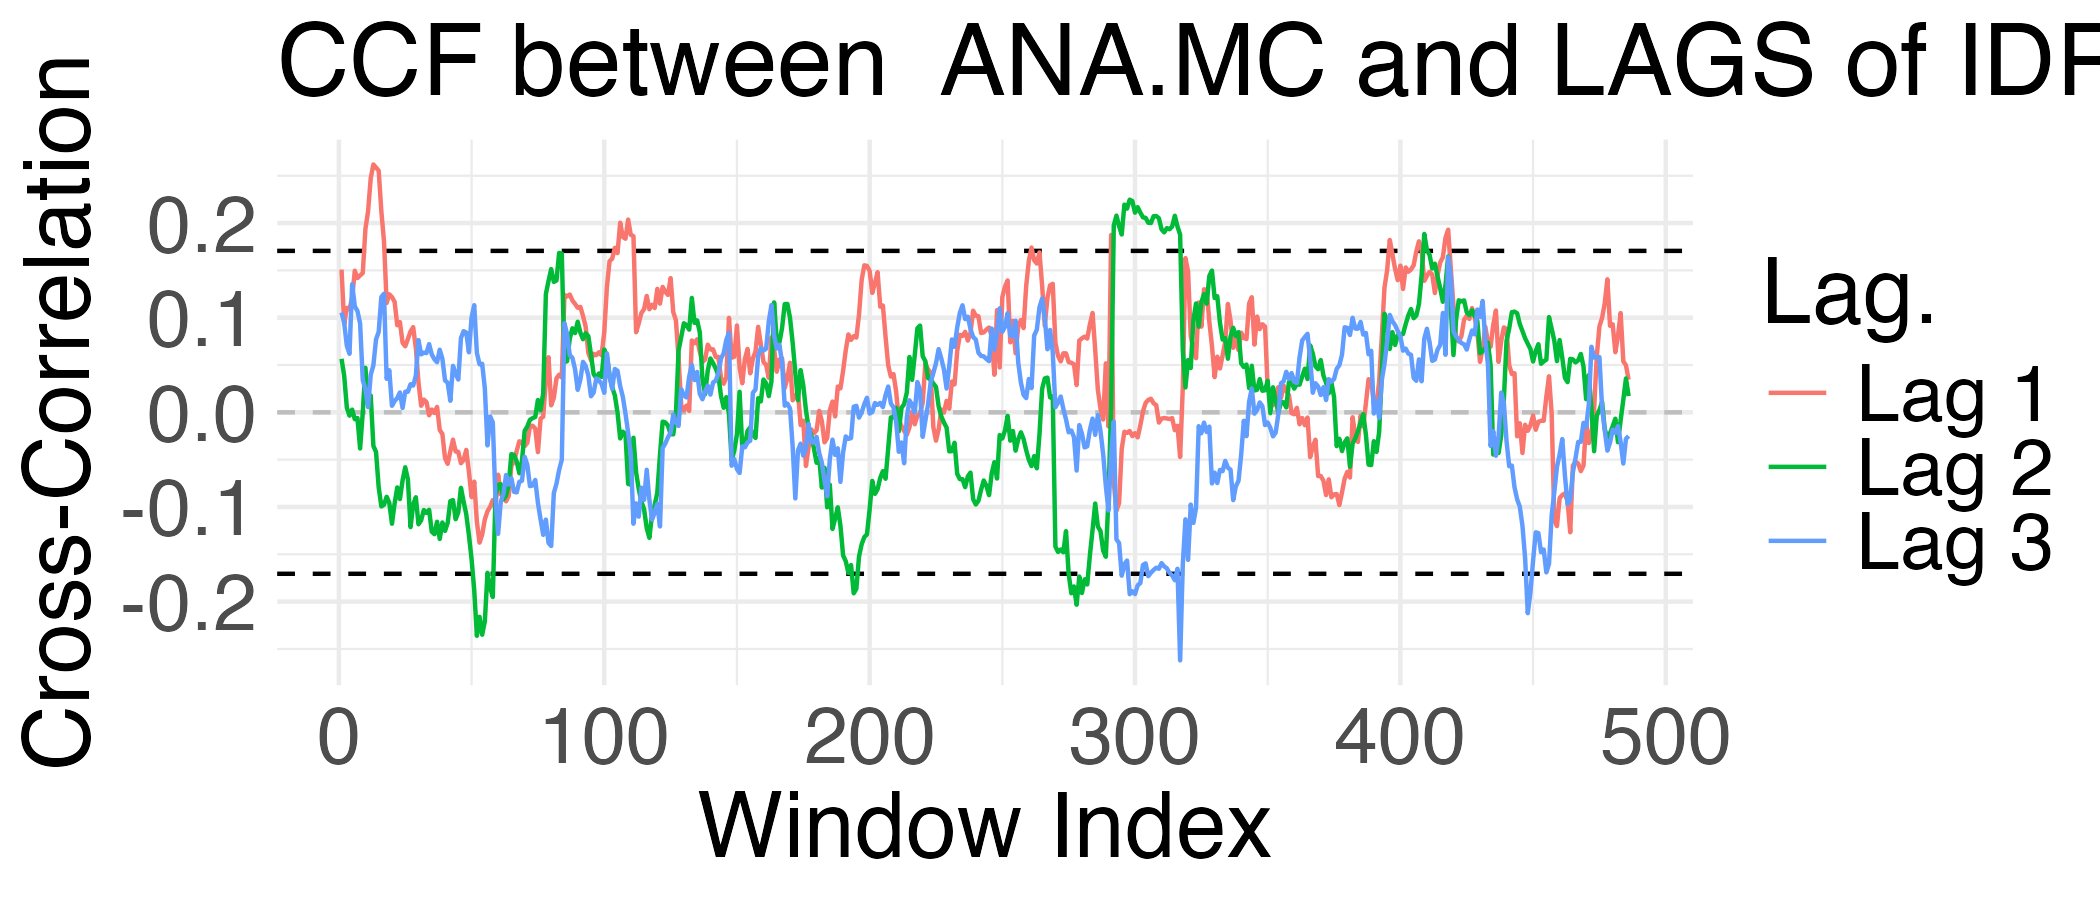 CCF between  ANA.MC and LAGS of IDR
Cross-Correlation
0.2
0.1
0.0
-0.1
-0.2
0
100
200
300
400
500
Window Index
Lag.
Lag 1
Lag 2
Lag 3